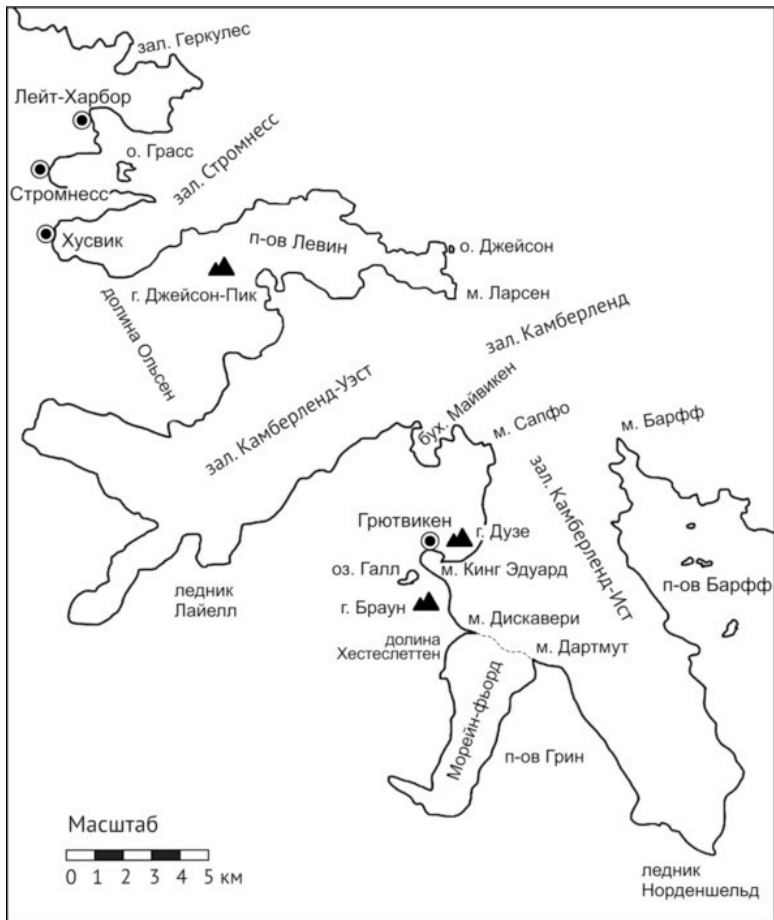 зал. Геркулес
Лейт-Харбор
о. Грасс
зал. Стромнесс
Стромнесс
Хусвик
п-ов Левин
о. Джейсон
г. Джейсон-Пик
м. Ларсен
долина Ольсен
зал. Камберленд
зал. Камберленд-Уэст
бух. Майвикен
м. Сапфо
м. Барфф
зал. Камберленд-Ист
Грютвикен
г. Дузе
оз. Галл
м. Кинг Эдуард
п-ов Барфф
ледник
Лайелл
г. Браун
м. Дискавери
долина
Хестеслеттен
м. Дартмут
Морейн-фьорд
п-ов Грин
Масштаб
0 1 2 3 4 5 км
ледник
Норденшельд